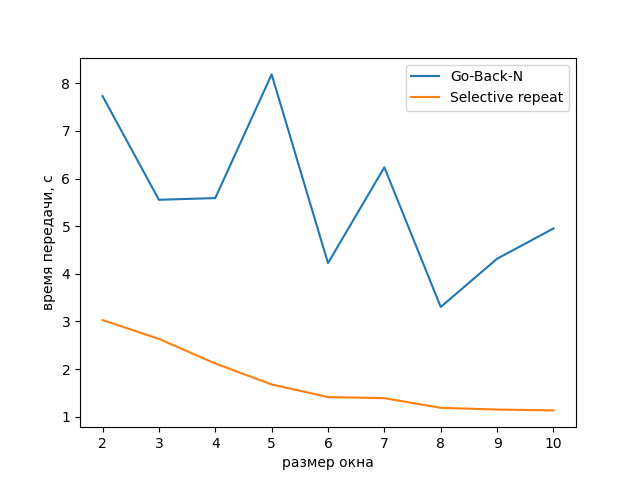 Go-Back-N
Selective repeat
время передачи, с
8
7
6
5
4
3
2
1
2 3 4 5 6 7 8 9 10
размер окна